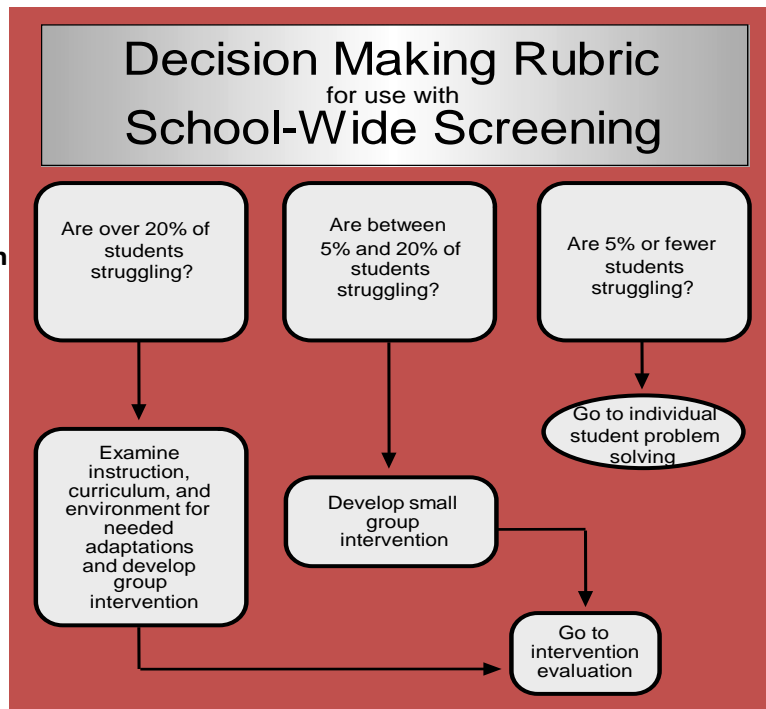 Decision Making Rubric
for use with
School-Wide Screening
Are over 20% of
students
struggling?
Are between
5% and 20% of
students
struggling?
Are 5% or fewer
students
struggling?
n
Go to individual
student problem
solving
Examine
instruction,
curriculum, and
environment for
needed
adaptations
and develop
group
intervention
Develop small
group
intervention
Go to
intervention
evaluation